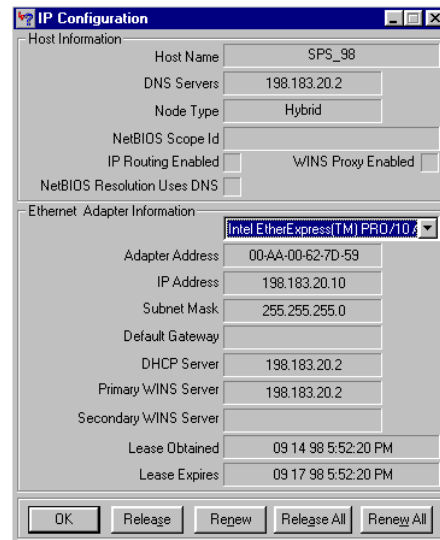 IP Configuration
Host Information
Host Name SPS_98
DNS Servers 198.183.20.2
Node Type Hybrid
NetBIOS Scope Id
IP Routing Enabled WINS Proxy Enabled
NetBIOS Resolution Uses DNS
Ethernet Adapter Information
Intel EtherExpress(TM) PRO/10 A
Adapter Address 00-AA-00-62-7D-59
IP Address 198.183.20.10
Subnet Mask 255.255.255.0
Default Gateway
DHCP Server 198.183.20.2
Primary WINS Server 198.183.20.2
Secondary WINS Server
Lease Obtained 09 14 98 5:52:20 PM
Lease Expires 09 17 98 5:52:20 PM
OK Release Renew Release All Renew All